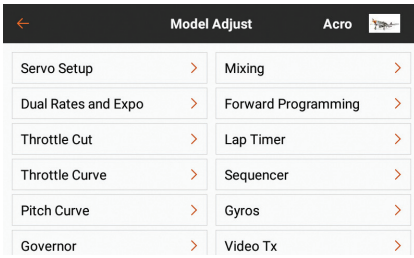 Model Adjust Acro
Servo Setup
Mixing
Dual Rates and Expo
Forward Programming
Throttle Cut
Lap Timer
Throttle Curve
Sequencer
Pitch Curve
Gyros
Governor
Video Tx